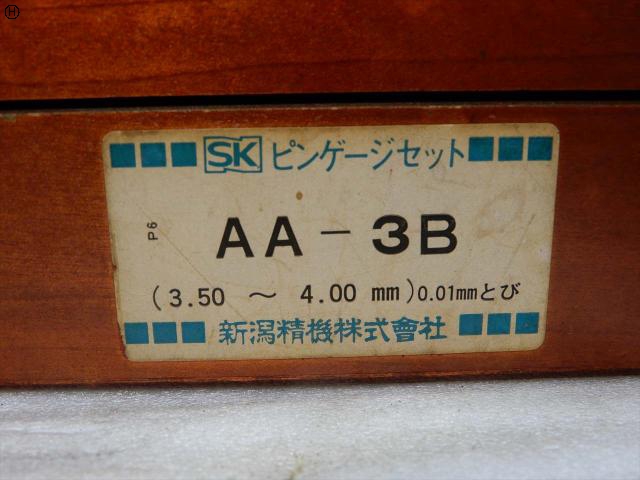 H
SK ピンゲージセット
P6
AA-3B
(3.50 ～ 4.00 mm)0.01mmとび
新潟精機株式會社